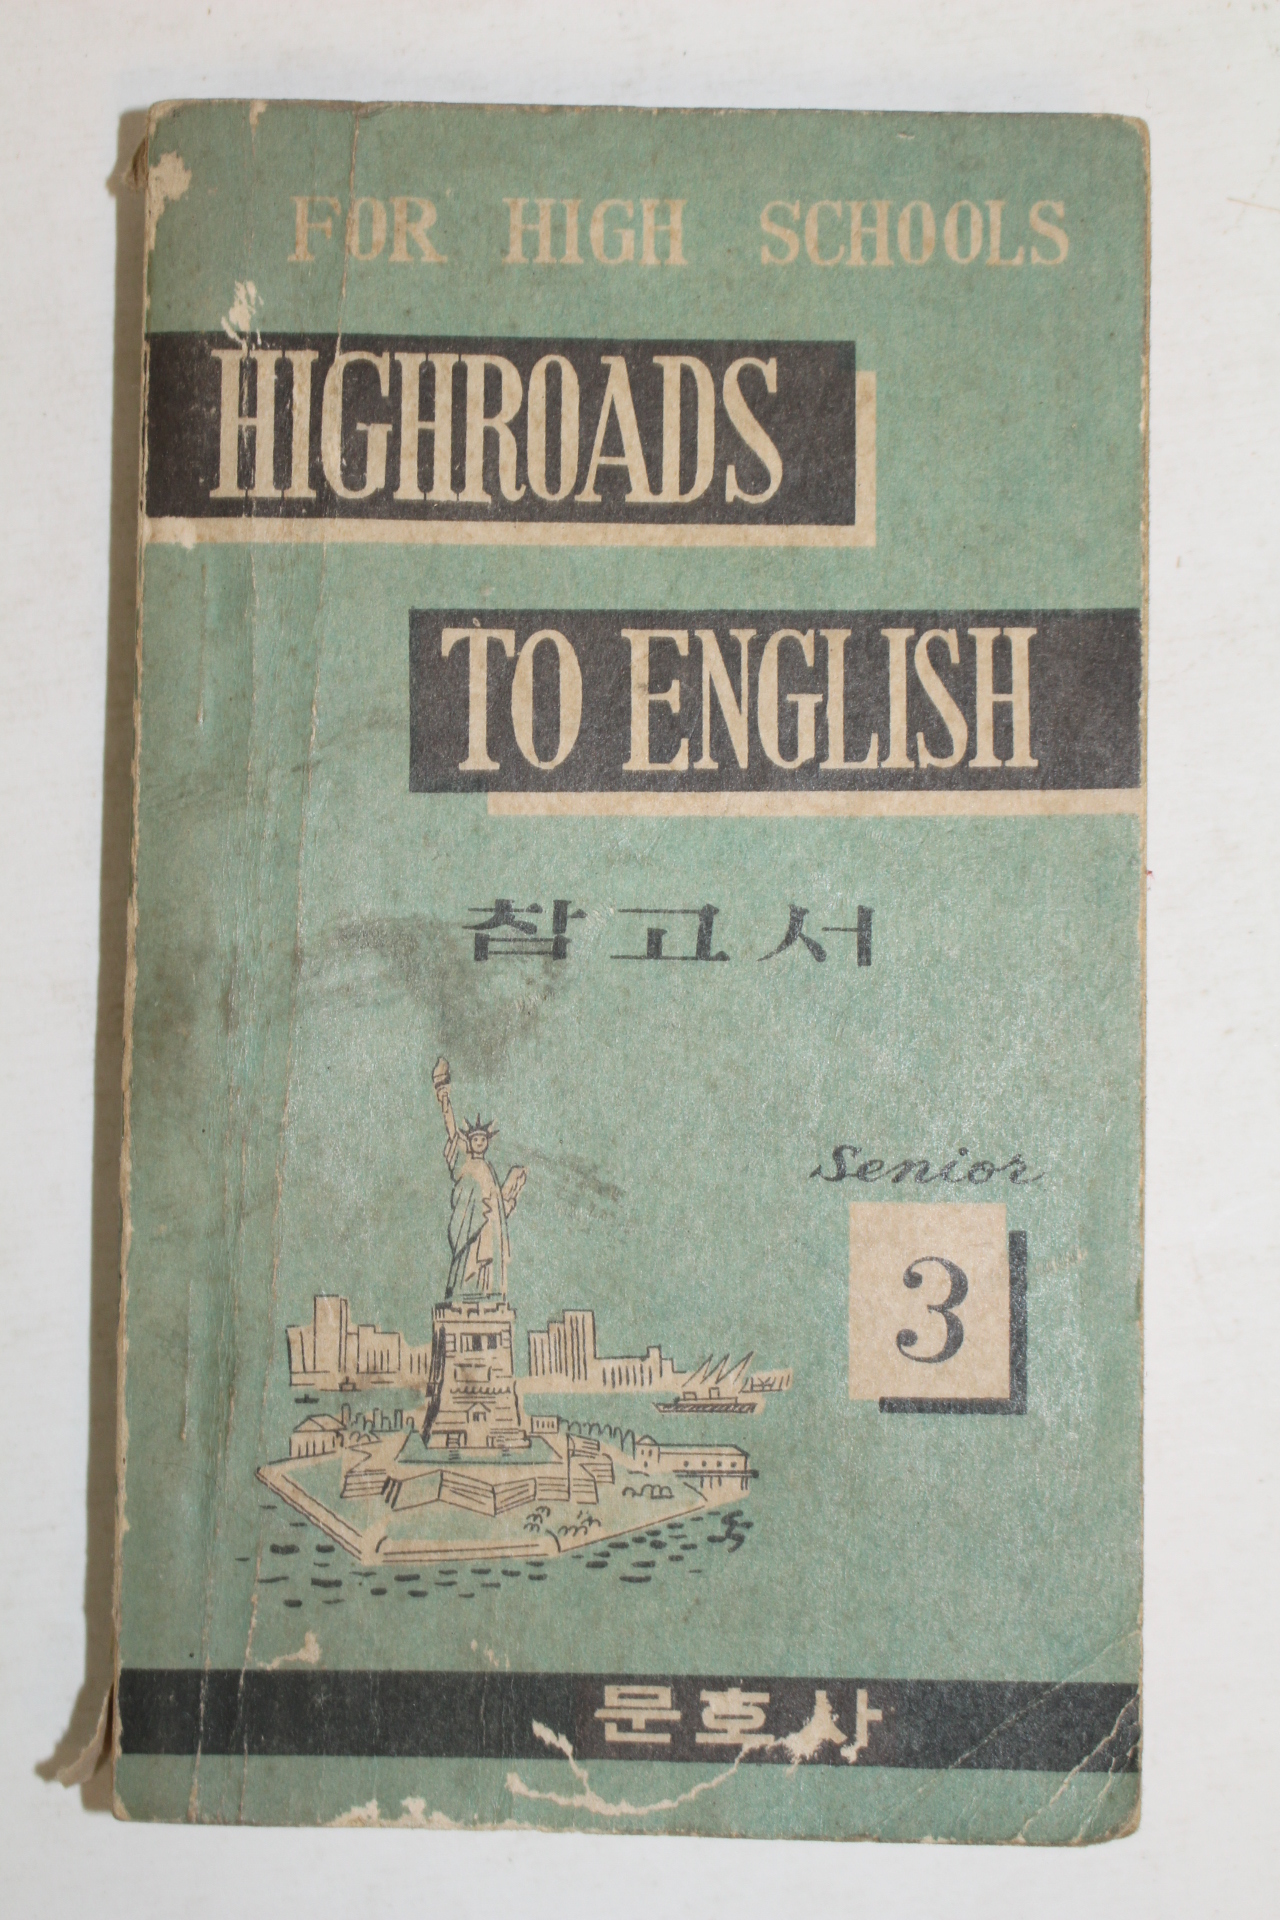 FOR HIGH SCHOOLS
HIGHROADS
TO ENGLISH
참고서
Senior
3
문호사